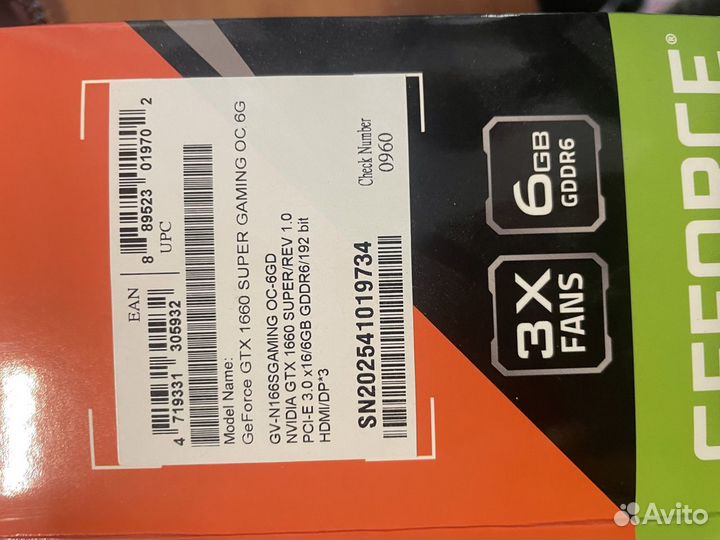 EAN
4 719331 305932
UPC
8 89523 01970 2
Model Name:
GeForce GTX 1660 SUPER GAMING OC 6G
GV-N166SGAMING OC-6GD
NVIDIA GTX 1660 SUPER/REV 1.0
PCI-E 3.0 x16/6GB GDDR6/192 bit
HDMI/DP*3
SN202541019734
Check Number
0960
3X
FANS
6GB
GDDR6
GEFORCE®
Avito